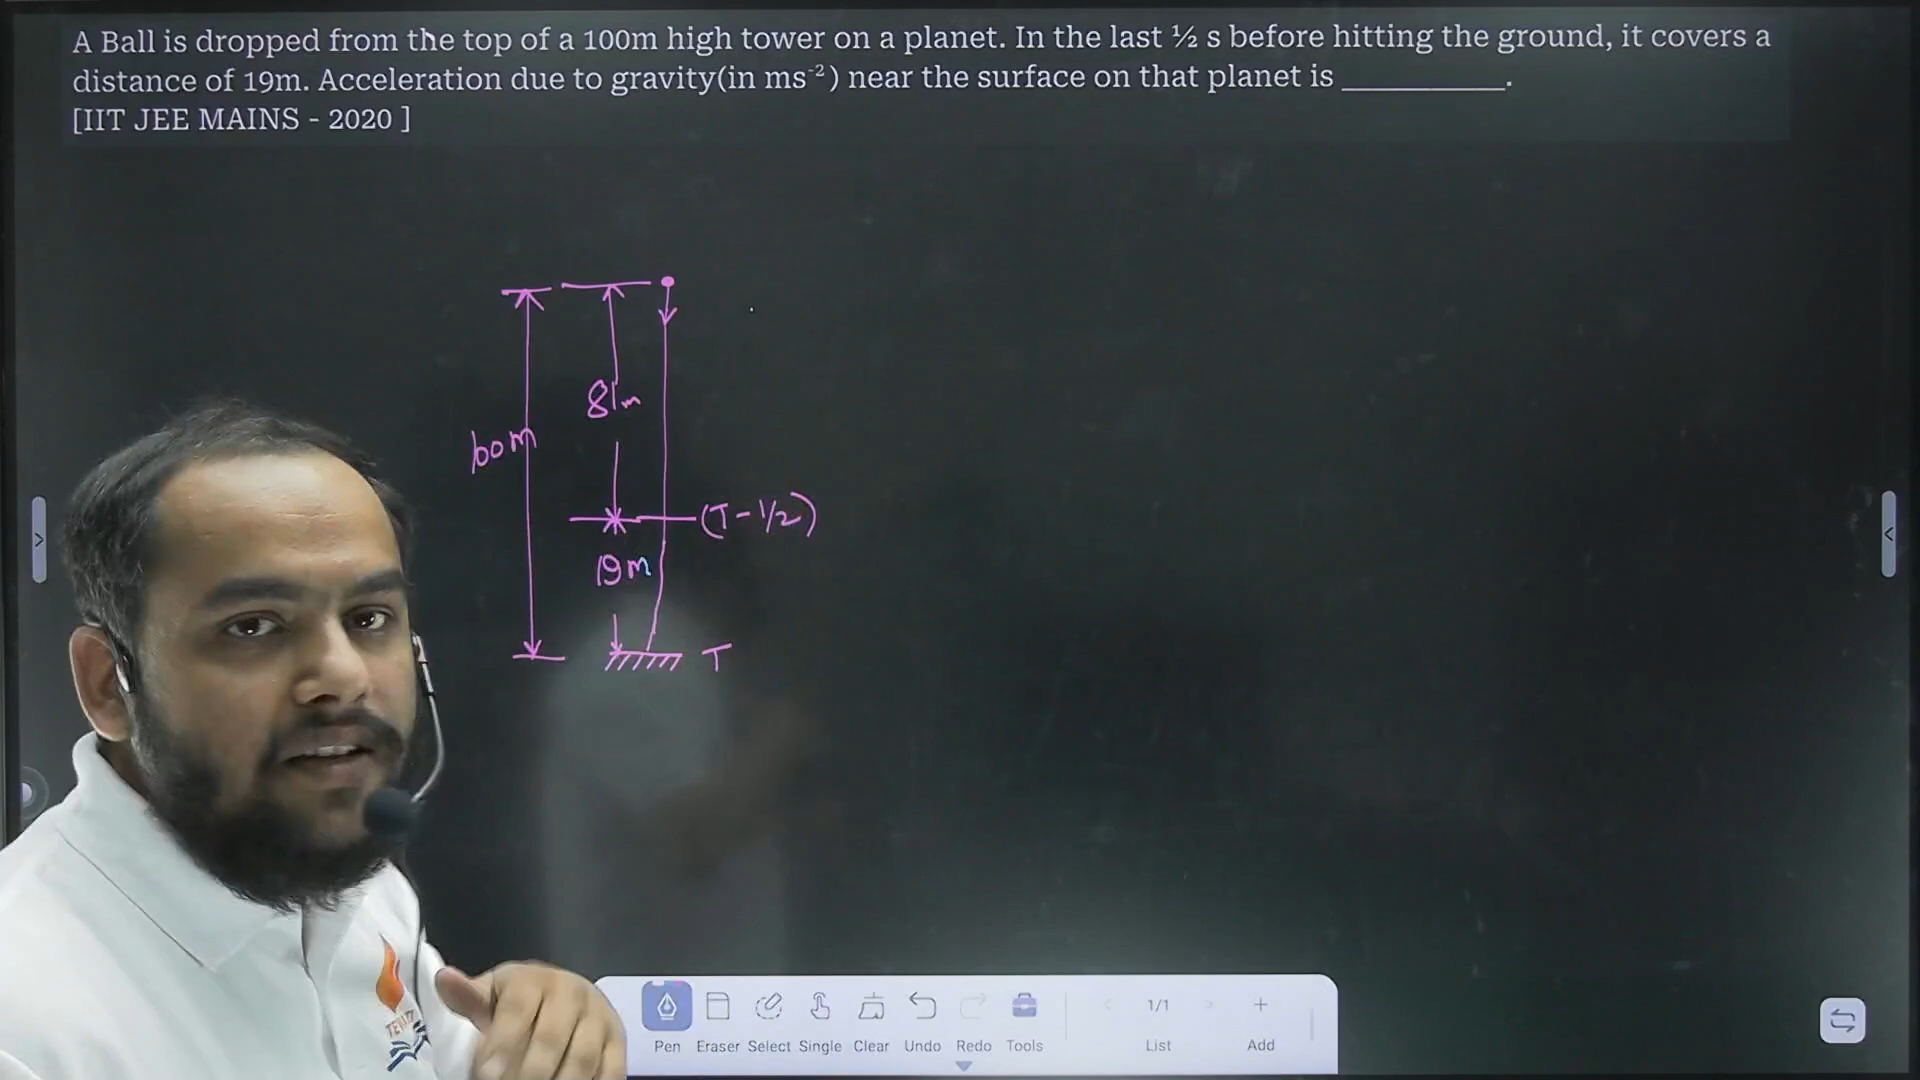 A Ball is dropped from the top of a 100m high tower on a planet. In the last ½ s before hitting the ground, it covers a
distance of 19m. Acceleration due to gravity(in ms⁻²) near the surface on that planet is __________.
[IIT JEE MAINS - 2020 ]
81m
100m
(T-1/2)
19m
T
Pen Eraser Select Single Clear Undo Redo Tools
1/1
List
Add